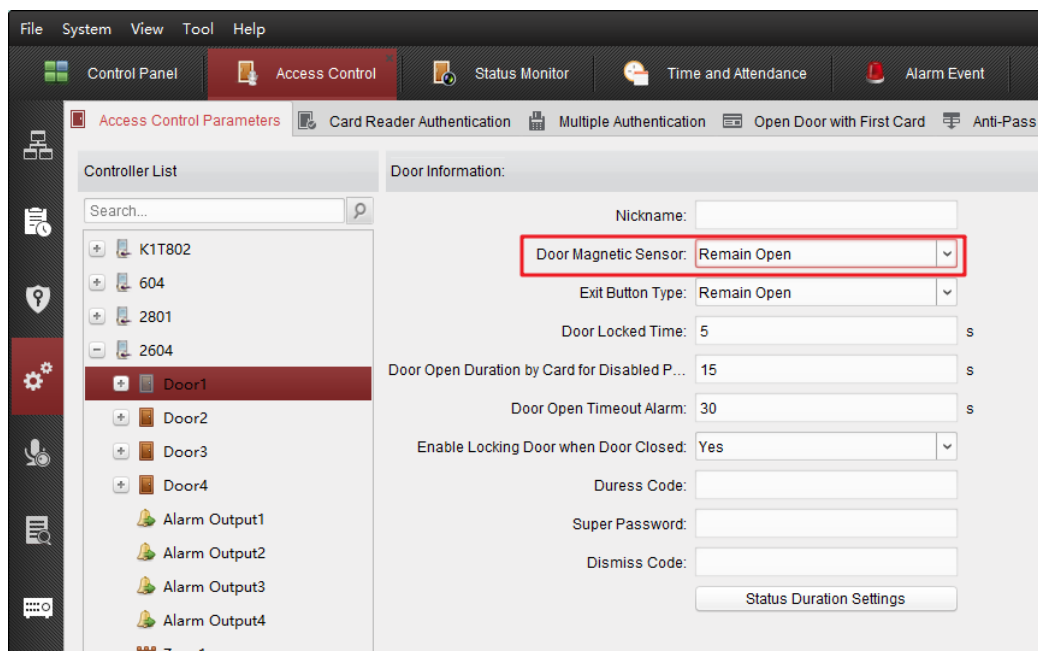 File System View Tool Help
Control Panel Access Control Status Monitor Time and Attendance Alarm Event
Access Control Parameters Card Reader Authentication Multiple Authentication Open Door with First Card Anti-Pass
Controller List Door Information:
Search...
Nickname:
K1T802
Door Magnetic Sensor: Remain Open
604
Exit Button Type: Remain Open
2801
Door Locked Time: 5 s
2604
Door Open Duration by Card for Disabled P... 15 s
Door1
Door Open Timeout Alarm: 30 s
Door2
Enable Locking Door when Door Closed: Yes
Door3
Duress Code:
Door4
Super Password:
Alarm Output1
Dismiss Code:
Alarm Output2
Status Duration Settings
Alarm Output3
Alarm Output4